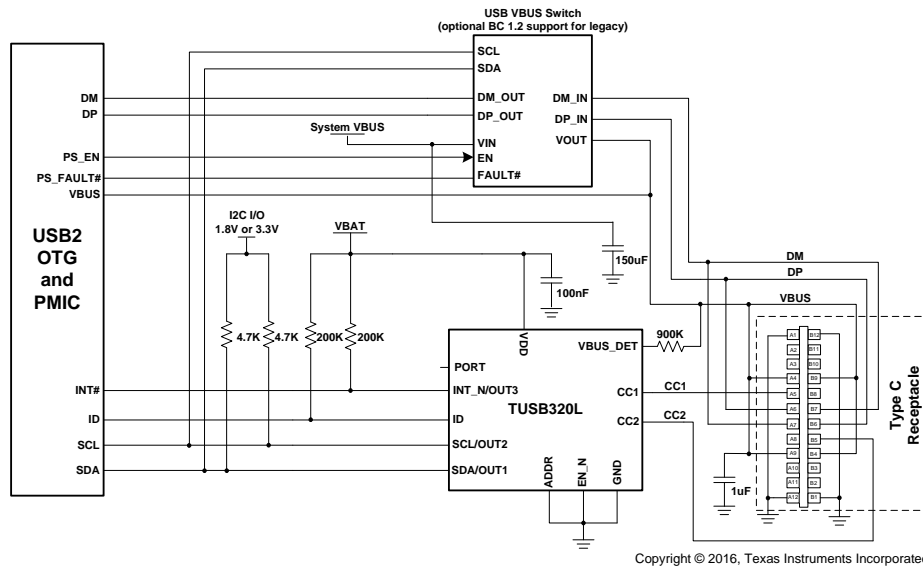 USB VBUS Switch
(optional BC 1.2 support for legacy)
SCL
SDA
DM
DM_OUT
DM_IN
DP
DP_OUT
DP_IN
System VBUS
VIN
VOUT
PS_EN
EN
PS_FAULT#
FAULT#
VBUS
USB2
OTG
and
PMIC
I2C I/O
1.8V or 3.3V
VBAT
150uF
100nF
DM
DP
VBUS
4.7K
4.7K
200K
200K
VDD
VBUS_DET
900K
PORT
INT#
INT_N/OUT3
CC1
CC1
ID
ID
TUSB320L
CC2
CC2
SCL
SCL/OUT2
SDA
SDA/OUT1
ADDR
EN_N
GND
1uF
A1
B12
A2
B11
A3
B10
A4
B9
A5
B8
A6
B7
A7
B6
A8
B5
A9
B4
A10
B3
A11
B2
A12
B1
Type C
Receptacle
Copyright © 2016, Texas Instruments Incorporated